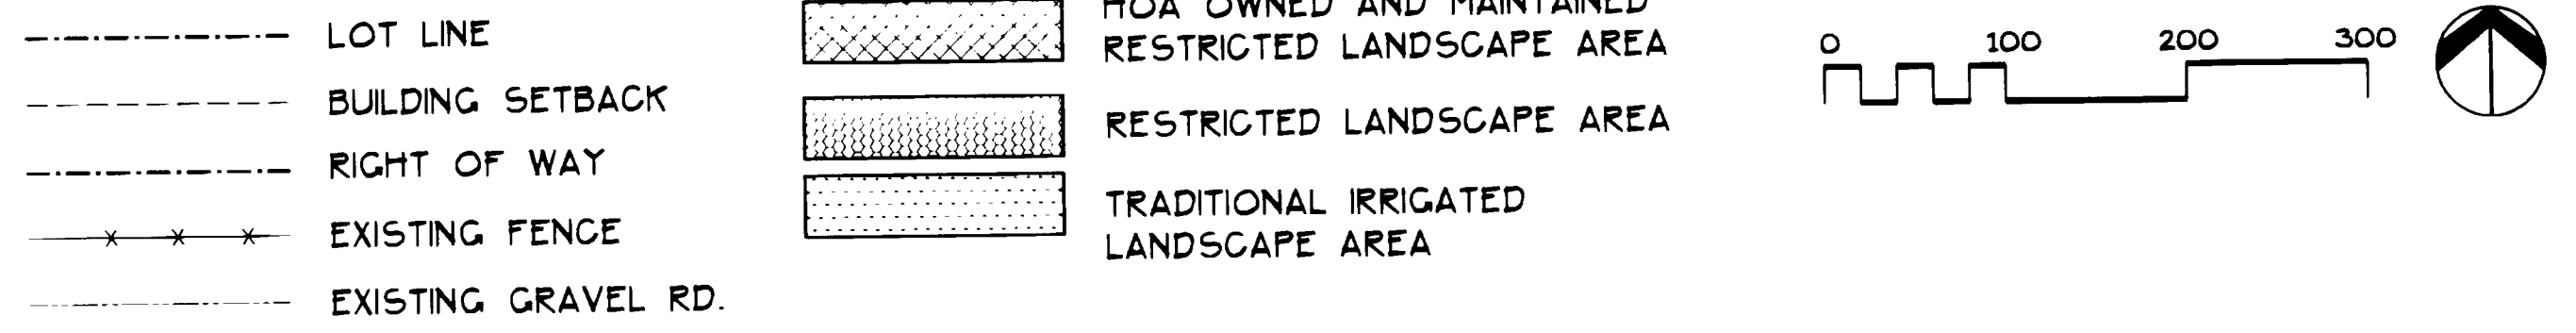 LOT LINE
BUILDING SETBACK
RIGHT OF WAY
EXISTING FENCE
EXISTING GRAVEL RD.
HOA OWNED AND MAINTAINED
RESTRICTED LANDSCAPE AREA
RESTRICTED LANDSCAPE AREA
TRADITIONAL IRRIGATED
LANDSCAPE AREA
0 100 200 300